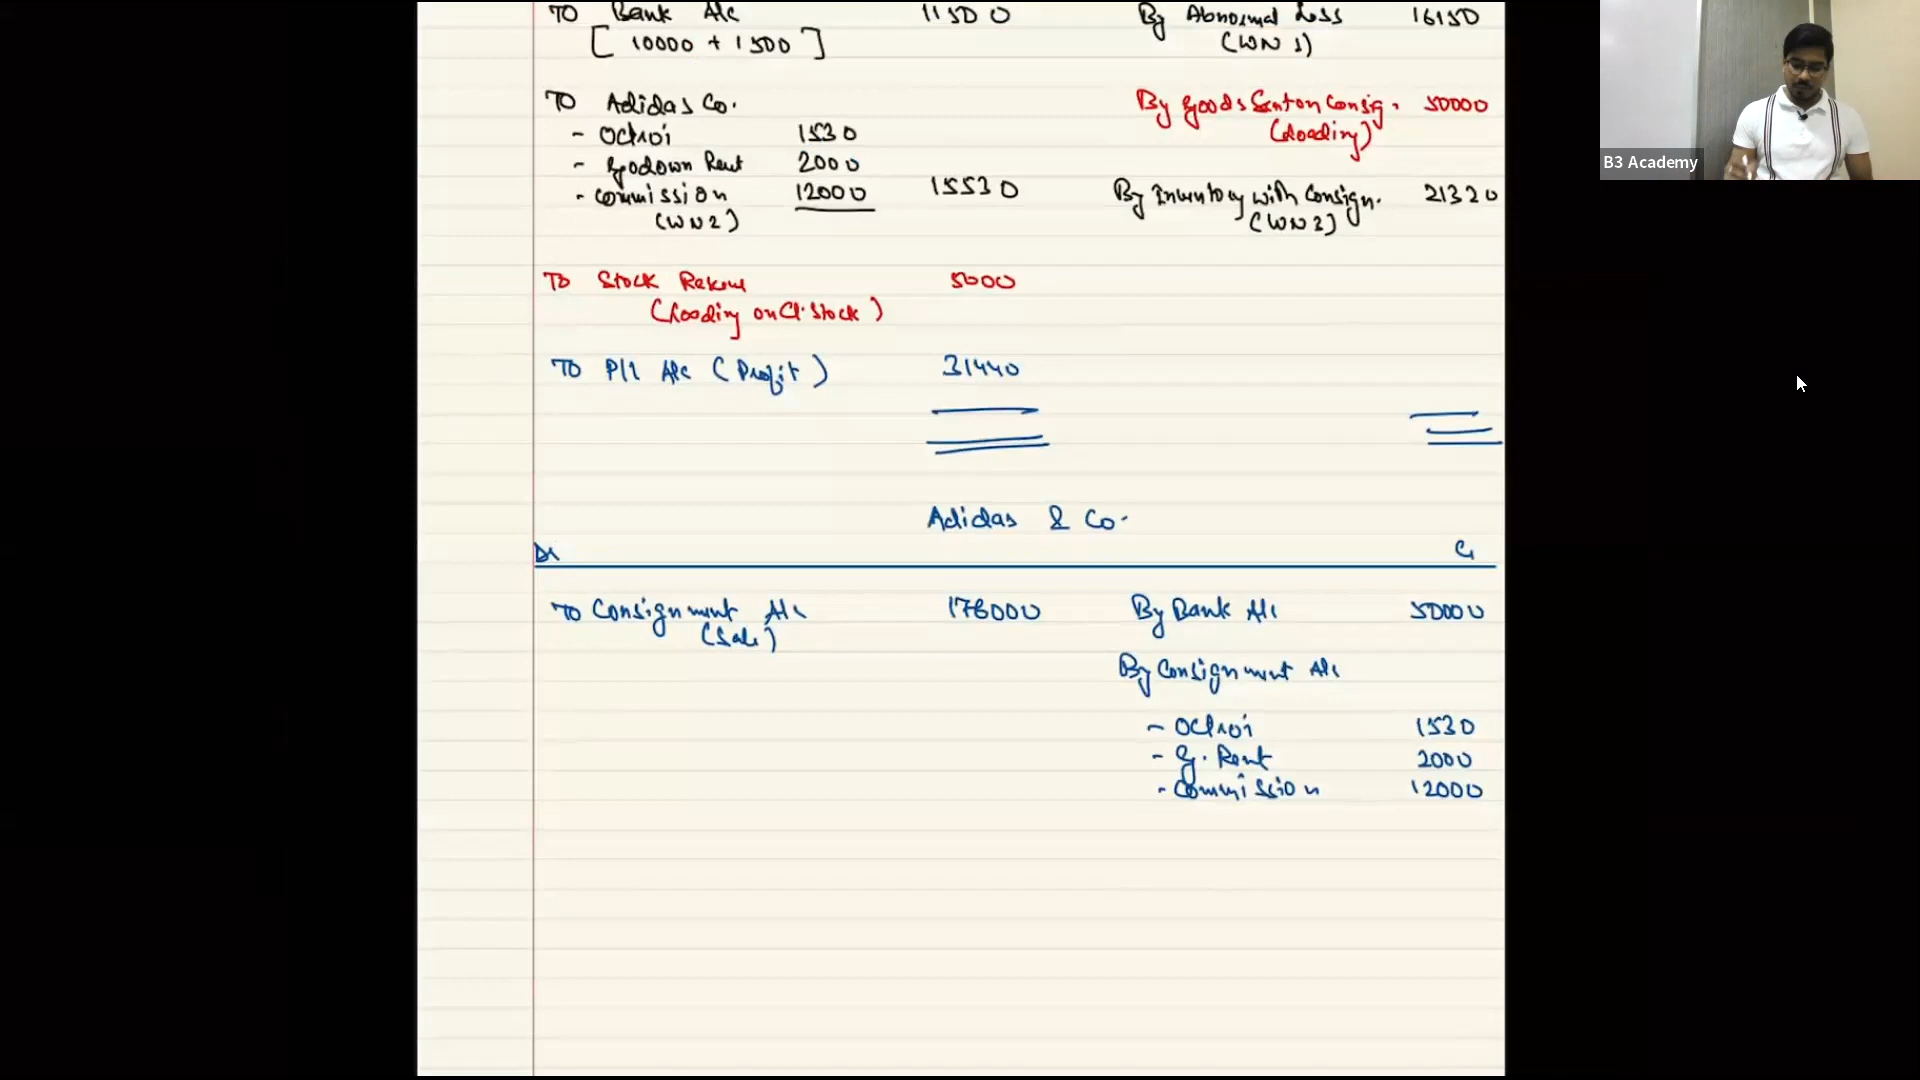 To Bank A/c 11500 By Abnormal Loss 16150
[ 10000 + 1500 ] (WN 1)
To Adidas Co. By Goods Sent on Consig. 50000
- Octroi 1530 (Loading)
- Godown Rent 2000
- Commission 12000 15530 By Inventory with Consign. 21320
(WN 2) (WN 3)
To Stock Reserve 5000
(Loading on Cl. Stock)
To P/L A/c (Profit) 31440
Adidas & Co.
Dr Cr
To Consignment A/c 176000 By Bank A/c 50000
(Sale)
By Consignment A/c
- Octroi 1530
- G. Rent 2000
- Commission 12000
B3 Academy